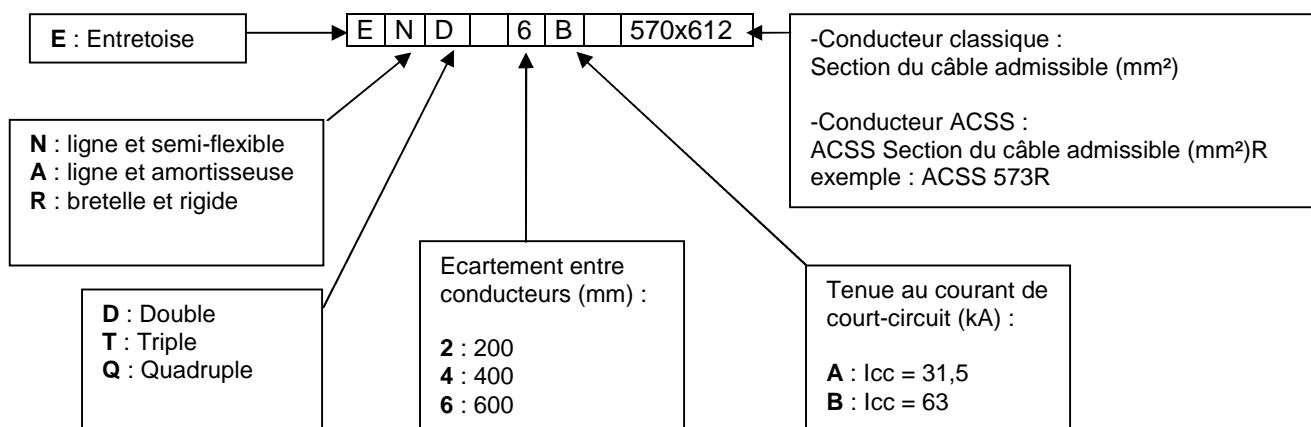 E : Entretoise
E N D 6 B 570x612
-Conducteur classique :
Section du câble admissible (mm²)
-Conducteur ACSS :
ACSS Section du câble admissible (mm²)R
exemple : ACSS 573R
N : ligne et semi-flexible
A : ligne et amortisseuse
R : bretelle et rigide
D : Double
T : Triple
Q : Quadruple
Ecartement entre
conducteurs (mm) :
2 : 200
4 : 400
6 : 600
Tenue au courant de
court-circuit (kA) :
A : Icc = 31,5
B : Icc = 63